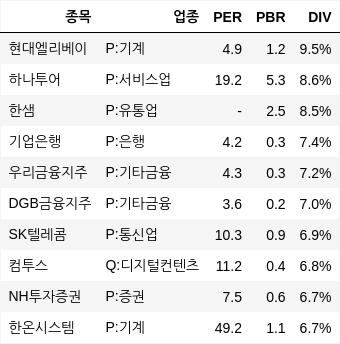 종목 업종 PER PBR DIV
현대엘리베이 P:기계 4.9 1.2 9.5%
하나투어 P:서비스업 19.2 5.3 8.6%
한샘 P:유통업 - 2.5 8.5%
기업은행 P:은행 4.2 0.3 7.4%
우리금융지주 P:기타금융 4.3 0.3 7.2%
DGB금융지주 P:기타금융 3.6 0.2 7.0%
SK텔레콤 P:통신업 10.3 0.9 6.9%
컴투스 Q:디지털컨텐츠 11.2 0.4 6.8%
NH투자증권 P:증권 7.5 0.6 6.7%
한온시스템 P:기계 49.2 1.1 6.7%